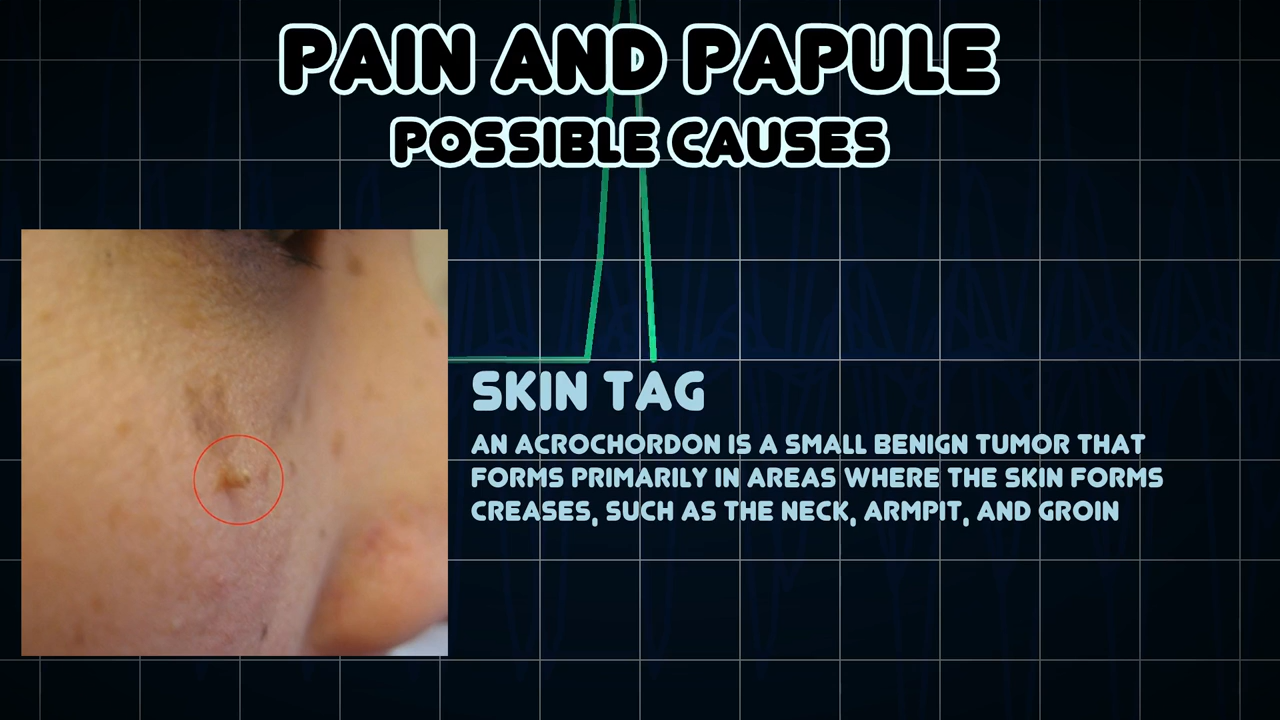 PAIN AND PAPULE
POSSIBLE CAUSES
SKIN TAG
AN ACROCHORDON IS A SMALL BENIGN TUMOR THAT
FORMS PRIMARILY IN AREAS WHERE THE SKIN FORMS
CREASES, SUCH AS THE NECK, ARMPIT, AND GROIN